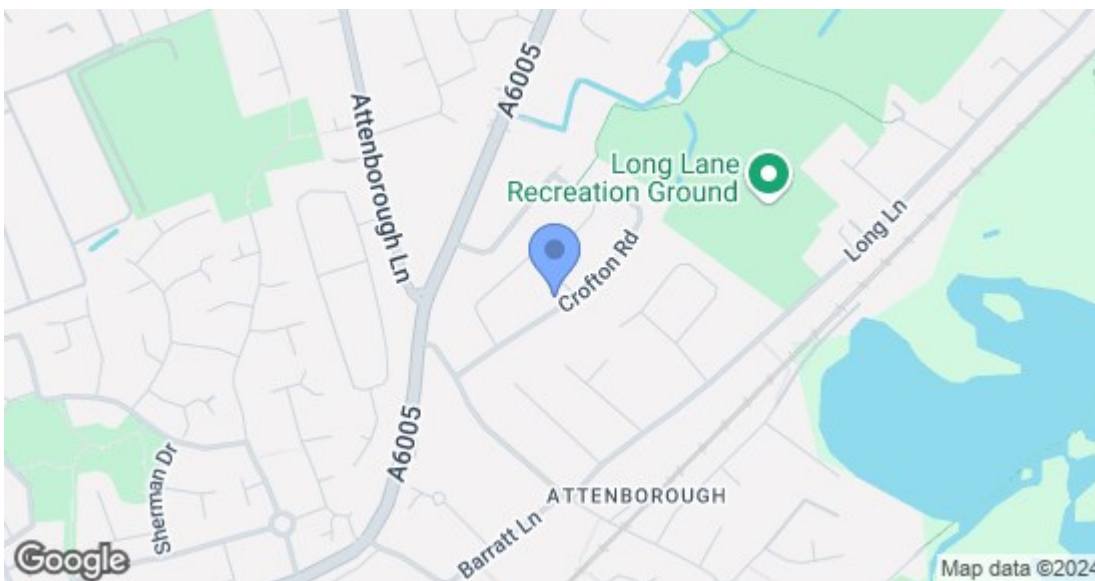 A6005
Attenborough Ln
Long Lane
Recreation Ground
Long Ln
Crofton Rd
A6005
Sherman Dr
ATTENBOROUGH
Barratt Ln
Google
Map data ©2024